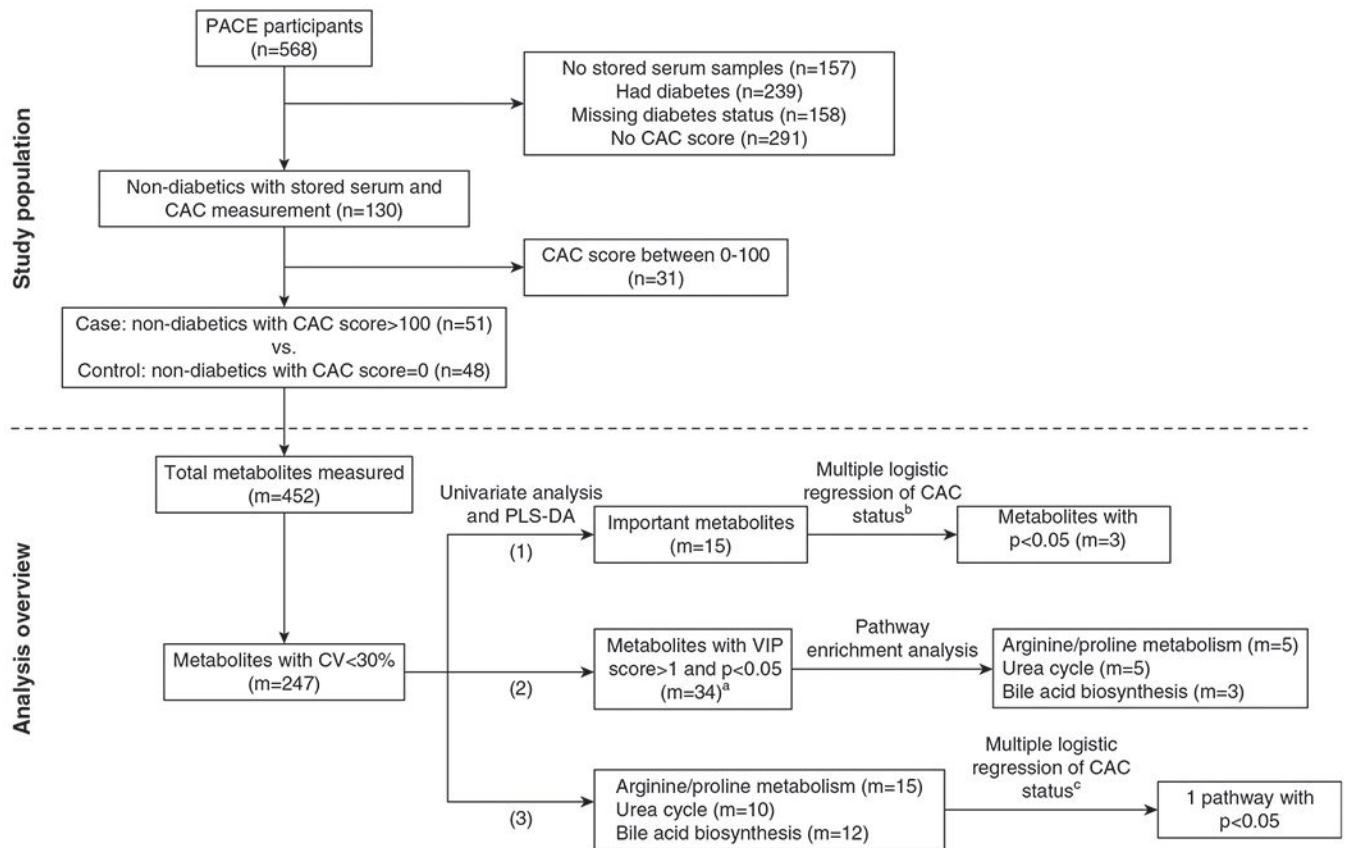 PACE participants
(n=568)
No stored serum samples (n=157)
Had diabetes (n=239)
Missing diabetes status (n=158)
No CAC score (n=291)
Study population
Non-diabetics with stored serum and
CAC measurement (n=130)
CAC score between 0-100
(n=31)
Case: non-diabetics with CAC score>100 (n=51)
vs.
Control: non-diabetics with CAC score=0 (n=48)
Analysis overview
Total metabolites measured
(m=452)
Metabolites with CV<30%
(m=247)
Univariate analysis
and PLS-DA
(1)
Important metabolites
(m=15)
Multiple logistic
regression of CAC
statusᵇ
Metabolites with
p<0.05 (m=3)
(2)
Metabolites with VIP
score>1 and p<0.05
(m=34)ᵃ
Pathway
enrichment analysis
Arginine/proline metabolism (m=5)
Urea cycle (m=5)
Bile acid biosynthesis (m=3)
(3)
Arginine/proline metabolism (m=15)
Urea cycle (m=10)
Bile acid biosynthesis (m=12)
Multiple logistic
regression of CAC
statusᶜ
1 pathway with
p<0.05